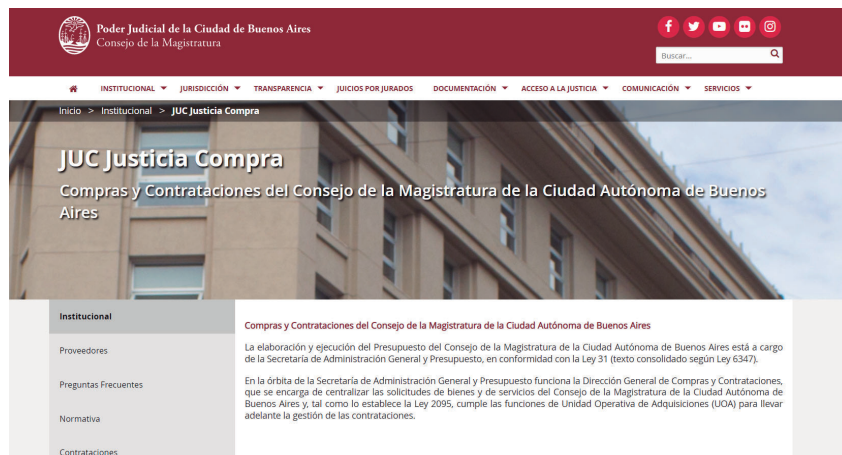 Poder Judicial de la Ciudad de Buenos Aires
Consejo de la Magistratura
Buscar...
INSTITUCIONAL JURISDICCIÓN TRANSPARENCIA JUICIOS POR JURADOS DOCUMENTACIÓN ACCESO A LA JUSTICIA COMUNICACIÓN SERVICIOS
Inicio > Institucional > JUC Justicia Compra
JUC Justicia Compra
Compras y Contrataciones del Consejo de la Magistratura de la Ciudad Autónoma de Buenos
Aires
Institucional
Proveedores
Preguntas Frecuentes
Normativa
Contrataciones
Compras y Contrataciones del Consejo de la Magistratura de la Ciudad Autónoma de Buenos Aires
La elaboración y ejecución del Presupuesto del Consejo de la Magistratura de la Ciudad Autónoma de Buenos Aires está a cargo
de la Secretaría de Administración General y Presupuesto, en conformidad con la Ley 31 (texto consolidado según Ley 6347).
En la órbita de la Secretaría de Administración General y Presupuesto funciona la Dirección General de Compras y Contrataciones,
que se encarga de centralizar las solicitudes de bienes y de servicios del Consejo de la Magistratura de la Ciudad Autónoma de
Buenos Aires y, tal como lo establece la Ley 2095, cumple las funciones de Unidad Operativa de Adquisiciones (UOA) para llevar
adelante la gestión de las contrataciones.